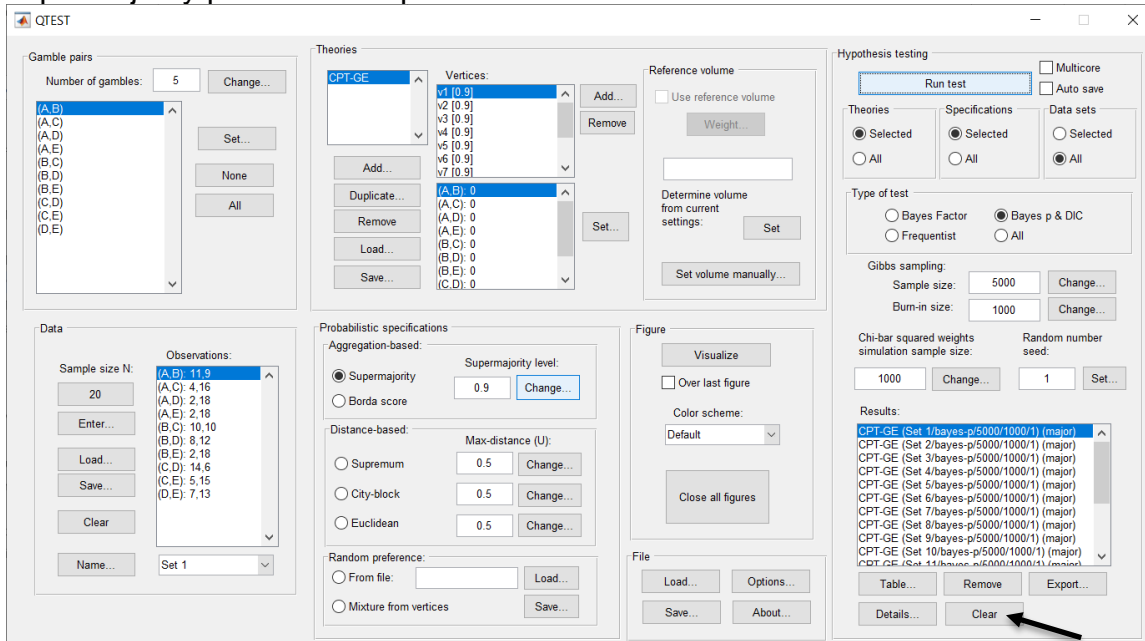 QTEST
Gamble pairs
Number of gambles: 5 Change...
(A,B)
(A,C)
(A,D)
(A,E)
(B,C)
(B,D)
(B,E)
(C,D)
(C,E)
(D,E)
Set...
None
All
Theories
CPT-GE
Add...
Duplicate...
Remove
Load...
Save...
Vertices:
v1 [0.9]
v2 [0.9]
v3 [0.9]
v4 [0.9]
v5 [0.9]
v6 [0.9]
v7 [0.9]
Add...
Remove
(A,B): 0
(A,C): 0
(A,D): 0
(A,E): 0
(B,C): 0
(B,D): 0
(B,E): 0
(C,D): 0
Set...
Reference volume
Use reference volume
Weight...
Determine volume
from current
settings:
Set
Set volume manually...
Hypothesis testing
Run test
Multicore
Auto save
Theories
Selected
All
Specifications
Selected
All
Data sets
Selected
All
Type of test
Bayes Factor
Bayes p & DIC
Frequentist
All
Gibbs sampling:
Sample size: 5000 Change...
Burn-in size: 1000 Change...
Chi-bar squared weights
simulation sample size:
1000 Change...
Random number
seed:
1 Set...
Results:
CPT-GE (Set 1/bayes-p/5000/1000/1) (major)
CPT-GE (Set 2/bayes-p/5000/1000/1) (major)
CPT-GE (Set 3/bayes-p/5000/1000/1) (major)
CPT-GE (Set 4/bayes-p/5000/1000/1) (major)
CPT-GE (Set 5/bayes-p/5000/1000/1) (major)
CPT-GE (Set 6/bayes-p/5000/1000/1) (major)
CPT-GE (Set 7/bayes-p/5000/1000/1) (major)
CPT-GE (Set 8/bayes-p/5000/1000/1) (major)
CPT-GE (Set 9/bayes-p/5000/1000/1) (major)
CPT-GE (Set 10/bayes-p/5000/1000/1) (major)
CPT-GE (Set 11/bayes-p/5000/1000/1) (major)
Table... Remove Export...
Details... Clear
Data
Sample size N:
20
Enter...
Load...
Save...
Clear
Name... Set 1
Observations:
(A,B): 11,9
(A,C): 4,16
(A,D): 2,18
(A,E): 2,18
(B,C): 10,10
(B,D): 8,12
(B,E): 2,18
(C,D): 14,6
(C,E): 5,15
(D,E): 7,13
Probabilistic specifications
Aggregation-based:
Supermajority
Borda score
Supermajority level:
0.9 Change...
Distance-based:
Max-distance (U):
Supremum 0.5 Change...
City-block 0.5 Change...
Euclidean 0.5 Change...
Random preference:
From file: Load...
Mixture from vertices Save...
Figure
Visualize
Over last figure
Color scheme:
Default
Close all figures
File
Load... Options...
Save... About...